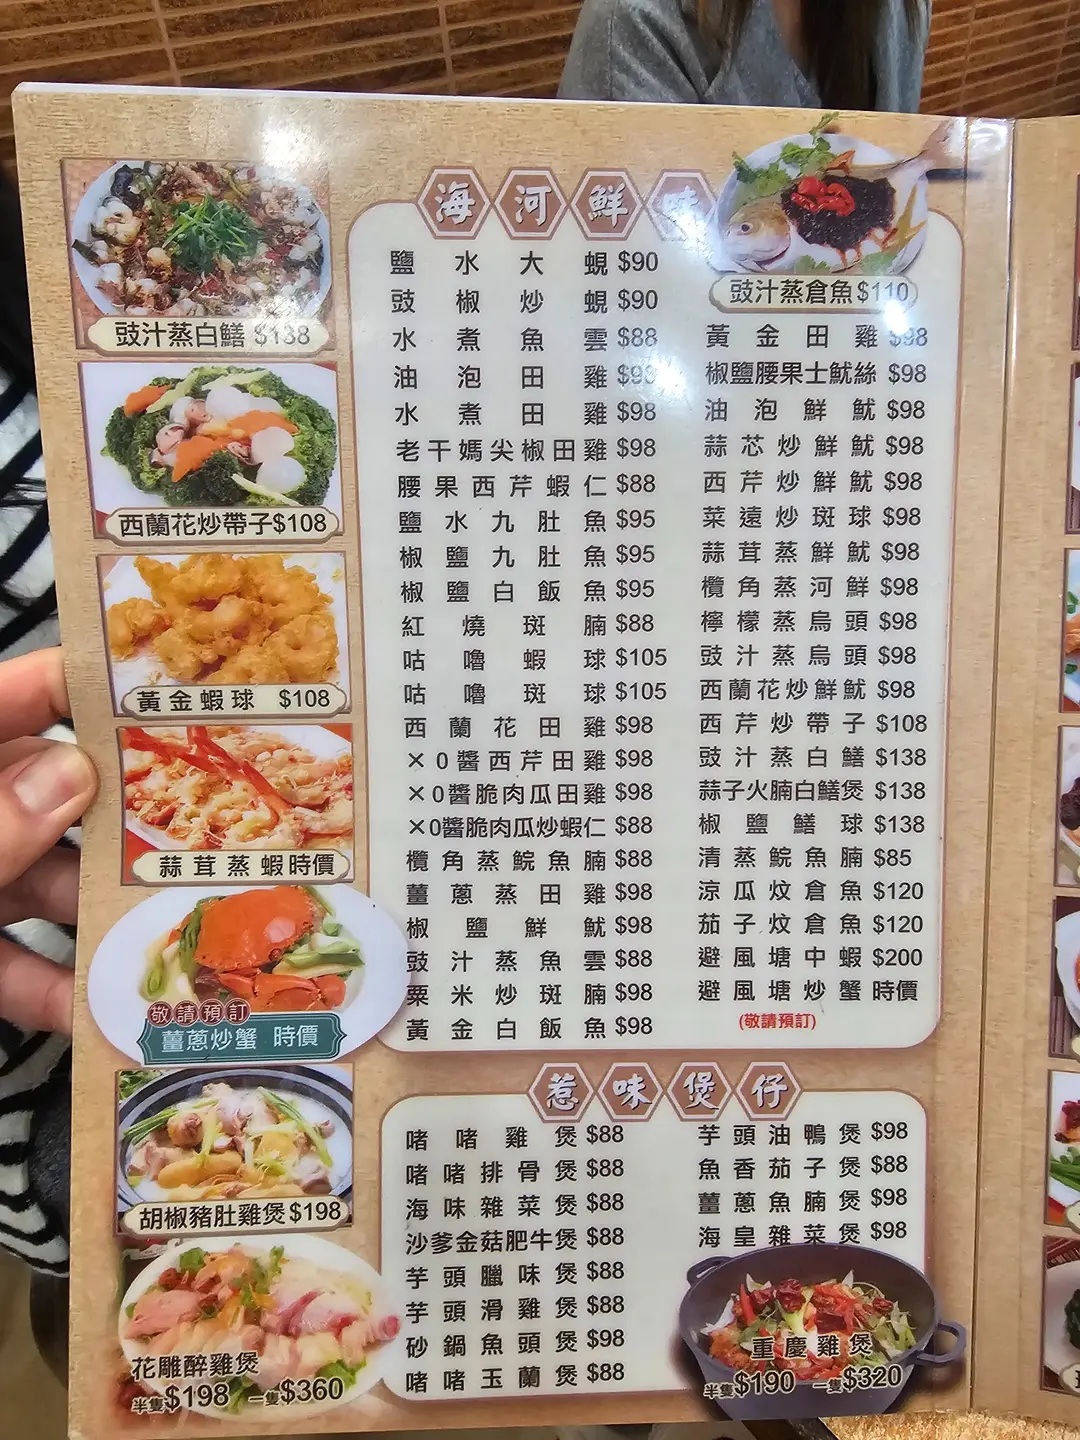 豉汁蒸白鱔 $138
西蘭花炒帶子$108
黃金蝦球 $108
蒜茸蒸蝦時價
敬請預訂
薑蔥炒蟹 時價
胡椒豬肚雞煲$198
花雕醉雞煲
半隻$198 一隻$360
海河鮮味
鹽水大蜆 $90
豉椒炒蜆 $90
水煮魚雲 $88
油泡田雞
水煮田雞 $98
老干媽尖椒田雞 $98
腰果西芹蝦仁 $88
鹽水九肚魚 $95
椒鹽九肚魚 $95
椒鹽白飯魚 $95
紅燒斑腩 $88
咕嚕蝦球 $105
咕嚕斑球 $105
西蘭花田雞 $98
×O醬西芹田雞 $98
×O醬脆肉瓜田雞 $98
×O醬脆肉瓜炒蝦仁 $88
欖角蒸鯇魚腩 $88
薑蔥蒸田雞 $98
椒鹽鮮魷 $98
豉汁蒸魚雲 $88
粟米炒斑腩 $98
黃金白飯魚 $98
豉汁蒸倉魚$110
黃金田雞 $98
椒鹽腰果士魷絲 $98
油泡鮮魷 $98
蒜芯炒鮮魷 $98
西芹炒鮮魷 $98
菜遠炒斑球 $98
蒜茸蒸鮮魷 $98
欖角蒸河鮮 $98
檸檬蒸烏頭 $98
豉汁蒸烏頭 $98
西蘭花炒鮮魷 $98
西芹炒帶子 $108
豉汁蒸白鱔 $138
蒜子火腩白鱔煲 $138
椒鹽鱔球 $138
清蒸鯇魚腩 $85
涼瓜炆倉魚 $120
茄子炆倉魚 $120
避風塘中蝦 $200
避風塘炒蟹 時價
(敬請預訂)
惹味煲仔
啫啫雞煲 $88
啫啫排骨煲 $88
海味雜菜煲 $88
沙爹金菇肥牛煲 $88
芋頭臘味煲 $88
芋頭滑雞煲 $88
砂鍋魚頭煲 $98
啫啫玉蘭煲 $88
芋頭油鴨煲 $98
魚香茄子煲 $88
薑蔥魚腩煲 $98
海皇雜菜煲 $98
重慶雞煲
半隻$190 一隻$320